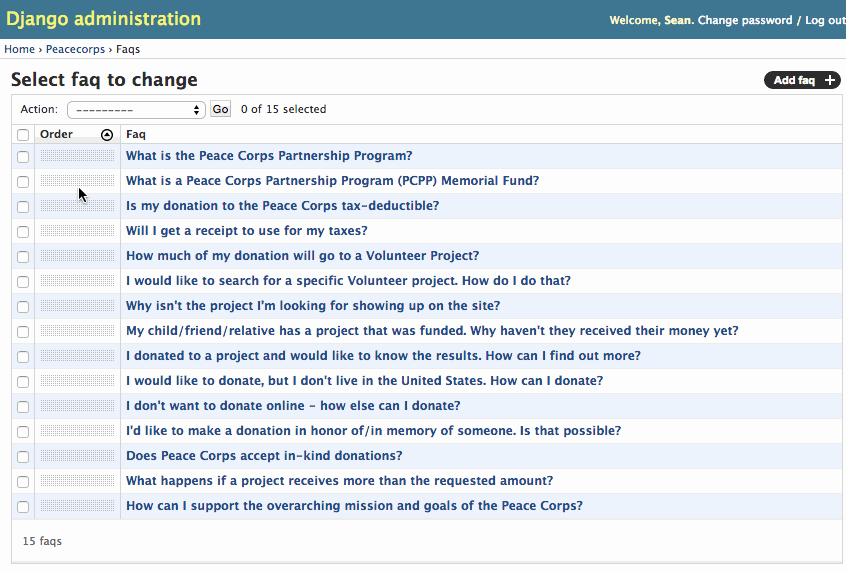 Django administration
Welcome, Sean. Change password / Log out
Home › Peacecorps › Faqs
Select faq to change
Add faq +
Action: --------- Go 0 of 15 selected
Order Faq
What is the Peace Corps Partnership Program?
What is a Peace Corps Partnership Program (PCPP) Memorial Fund?
Is my donation to the Peace Corps tax-deductible?
Will I get a receipt to use for my taxes?
How much of my donation will go to a Volunteer Project?
I would like to search for a specific Volunteer project. How do I do that?
Why isn't the project I'm looking for showing up on the site?
My child/friend/relative has a project that was funded. Why haven't they received their money yet?
I donated to a project and would like to know the results. How can I find out more?
I would like to donate, but I don't live in the United States. How can I donate?
I don't want to donate online – how else can I donate?
I'd like to make a donation in honor of/in memory of someone. Is that possible?
Does Peace Corps accept in-kind donations?
What happens if a project receives more than the requested amount?
How can I support the overarching mission and goals of the Peace Corps?
15 faqs